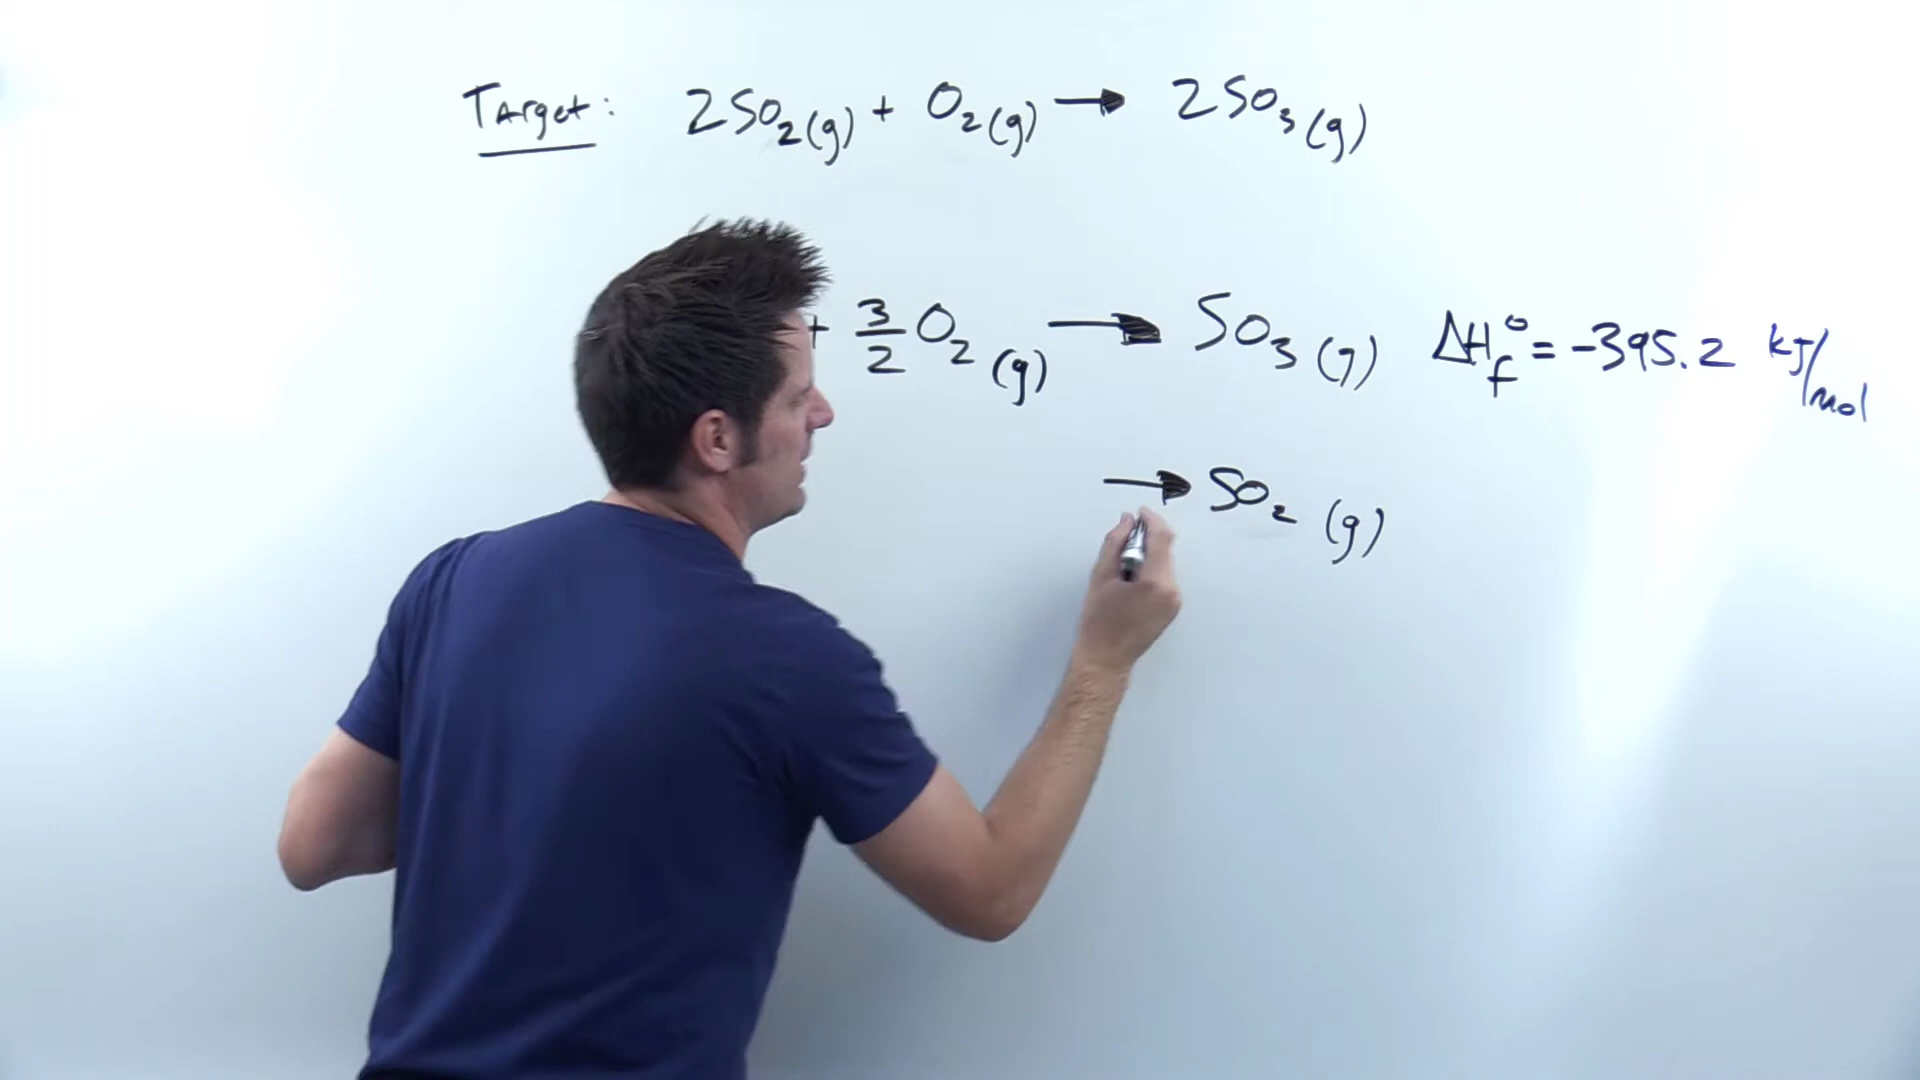 Target: 2SO₂(g) + O₂(g) → 2SO₃(g)
+ 3/2 O₂ (g) → SO₃ (g) ΔH°f = -395.2 kJ/mol
→ SO₂ (g)